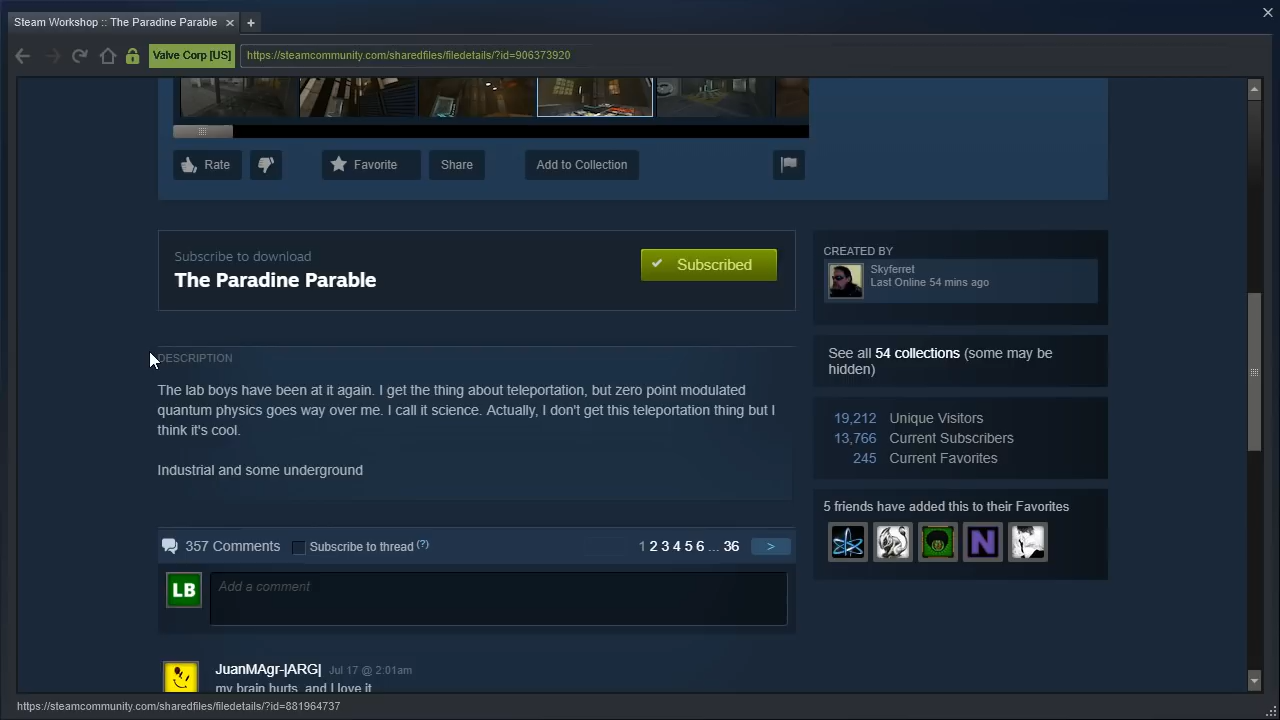 Steam Workshop :: The Paradine Parable
Valve Corp [US]
https://steamcommunity.com/sharedfiles/filedetails/?id=906373920
Rate
Favorite
Share
Add to Collection
Subscribe to download
The Paradine Parable
Subscribed
CREATED BY
Skyferret
Last Online 54 mins ago
See all 54 collections (some may be
hidden)
DESCRIPTION
The lab boys have been at it again. I get the thing about teleportation, but zero point modulated
quantum physics goes way over me. I call it science. Actually, I don't get this teleportation thing but I
think it's cool.
Industrial and some underground
19,212 Unique Visitors
13,766 Current Subscribers
245 Current Favorites
5 friends have added this to their Favorites
N
357 Comments
Subscribe to thread (?)
1 2 3 4 5 6 ... 36 >
LB
Add a comment
JuanMAgr-|ARG| Jul 17 @ 2:01am
my brain hurts, and I love it
https://steamcommunity.com/sharedfiles/filedetails/?id=881964737